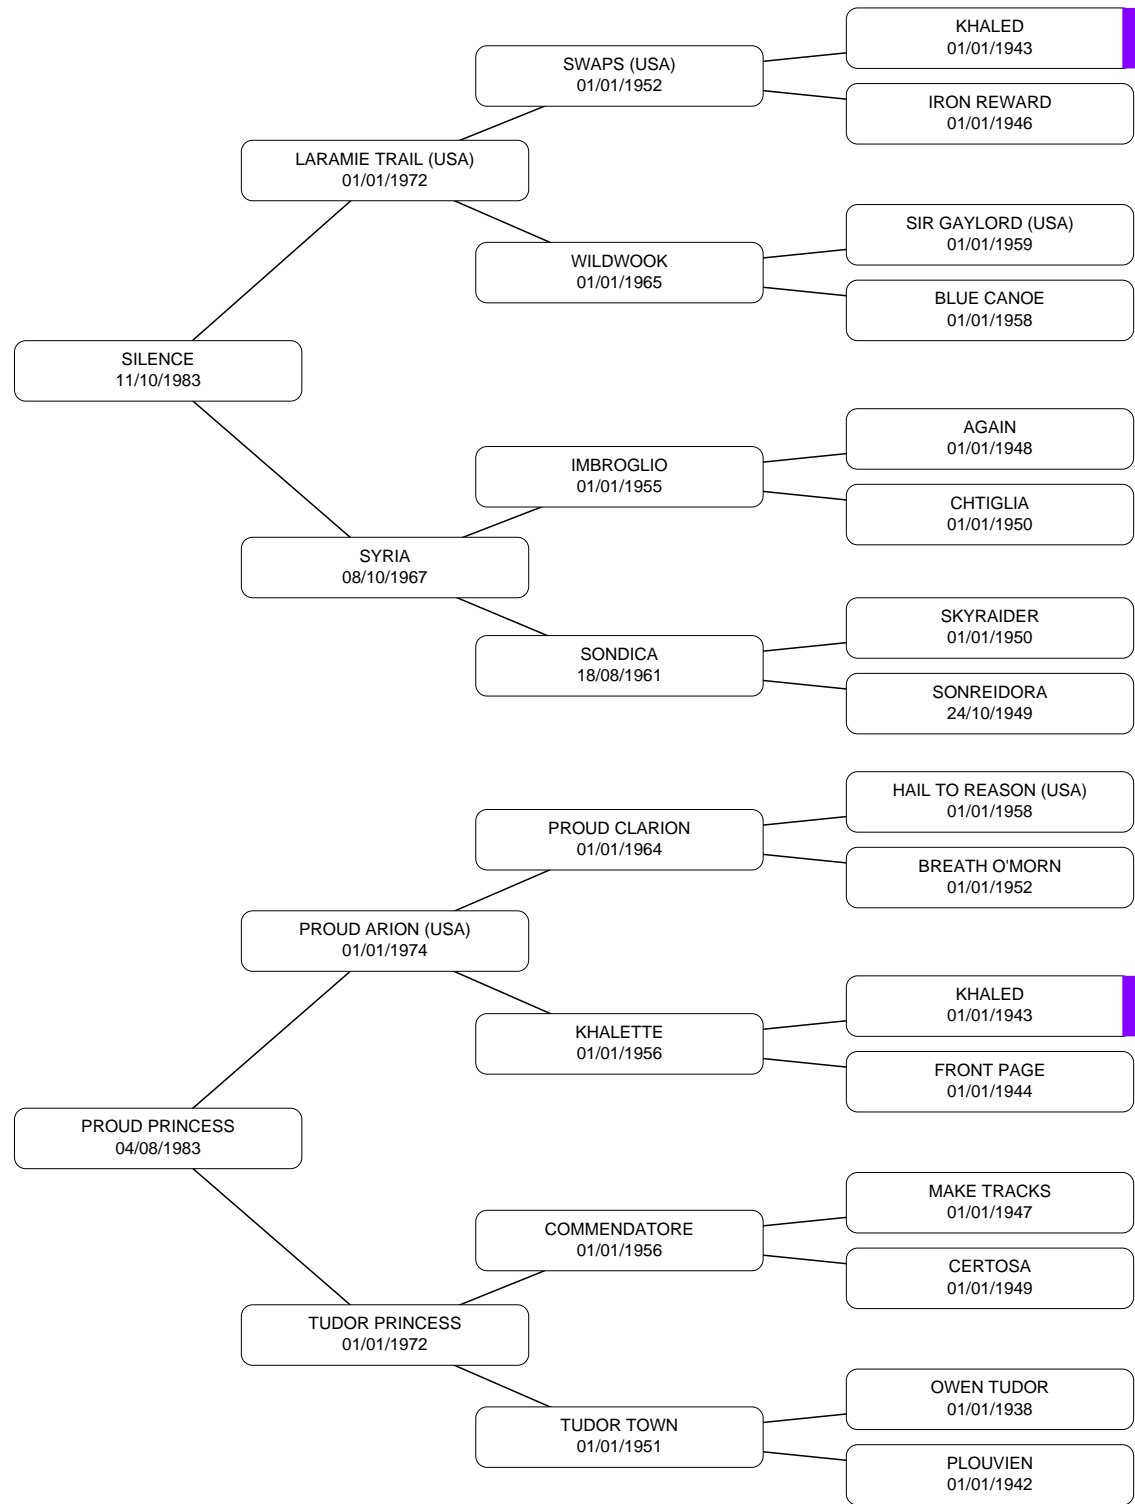 KHALED
01/01/1943
SWAPS (USA)
01/01/1952
IRON REWARD
01/01/1946
LARAMIE TRAIL (USA)
01/01/1972
SIR GAYLORD (USA)
01/01/1959
WILDWOOK
01/01/1965
BLUE CANOE
01/01/1958
SILENCE
11/10/1983
AGAIN
01/01/1948
IMBROGLIO
01/01/1955
CHTIGLIA
01/01/1950
SYRIA
08/10/1967
SKYRAIDER
01/01/1950
SONDICA
18/08/1961
SONREIDORA
24/10/1949
HAIL TO REASON (USA)
01/01/1958
PROUD CLARION
01/01/1964
BREATH O'MORN
01/01/1952
PROUD ARION (USA)
01/01/1974
KHALED
01/01/1943
KHALETTE
01/01/1956
FRONT PAGE
01/01/1944
PROUD PRINCESS
04/08/1983
MAKE TRACKS
01/01/1947
COMMENDATORE
01/01/1956
CERTOSA
01/01/1949
TUDOR PRINCESS
01/01/1972
OWEN TUDOR
01/01/1938
TUDOR TOWN
01/01/1951
PLOUVIEN
01/01/1942